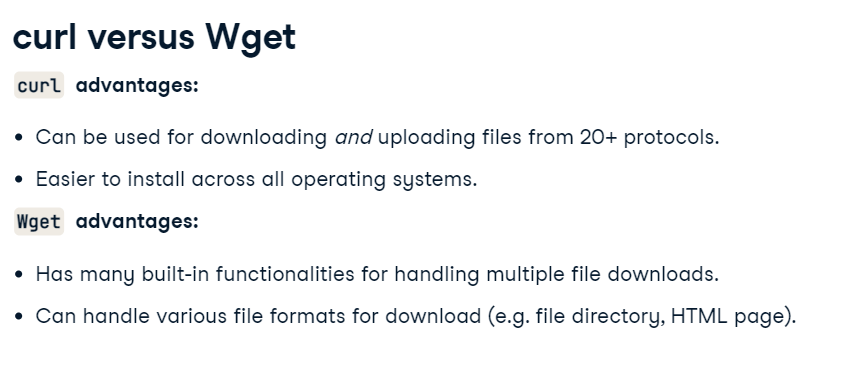 curl versus Wget
curl advantages:
• Can be used for downloading and uploading files from 20+ protocols.
• Easier to install across all operating systems.
Wget advantages:
• Has many built-in functionalities for handling multiple file downloads.
• Can handle various file formats for download (e.g. file directory, HTML page).